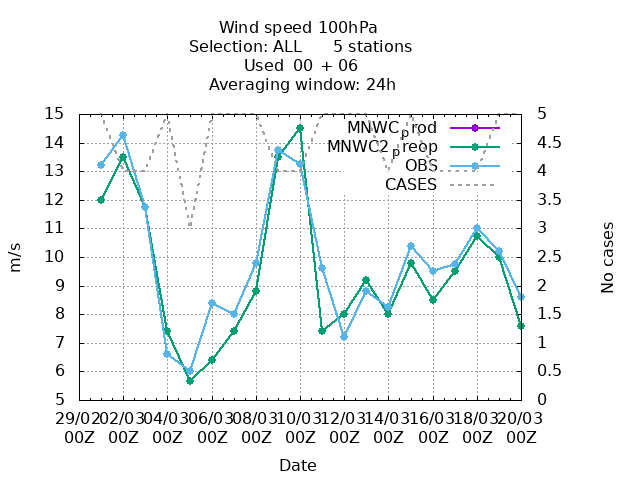 Wind speed 100hPa
Selection: ALL 5 stations
Used 00 + 06
Averaging window: 24h
MNWC_prod
MNWC2_preop
OBS
CASES
15
14
13
12
11
10
9
8
7
6
5
m/s
5
4.5
4
3.5
3
2.5
2
1.5
1
0.5
0
No cases
29/02 02/03 04/03 06/03 08/03 10/03 12/03 14/03 16/03 18/03 20/03
00Z 00Z 00Z 00Z 00Z 00Z 00Z 00Z 00Z 00Z 00Z
Date